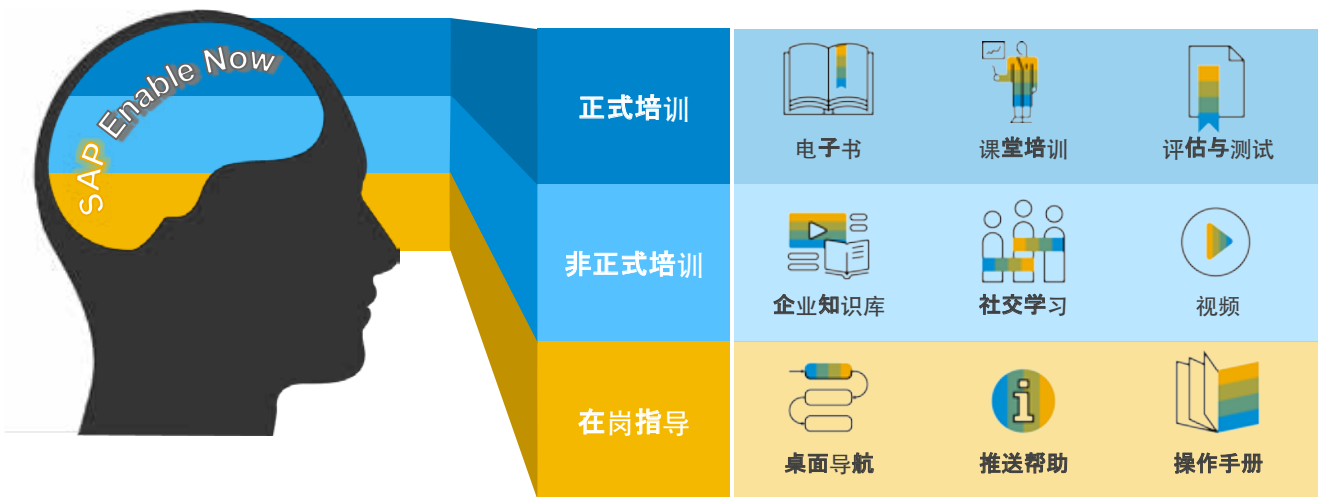 SAP Enable Now
正式培训
电子书
课堂培训
评估与测试
非正式培训
企业知识库
社交学习
视频
在岗指导
桌面导航
推送帮助
操作手册